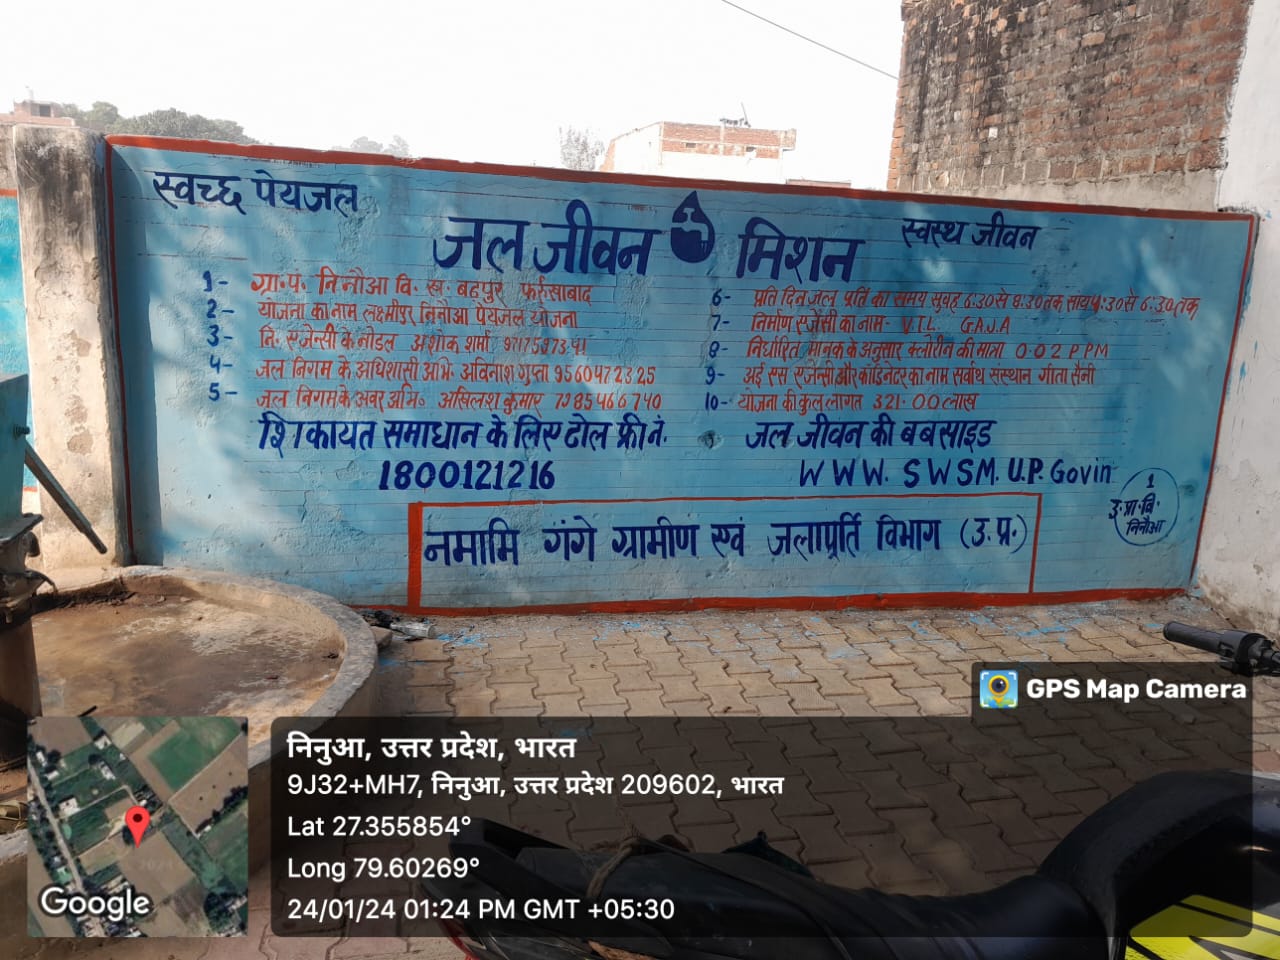 स्वच्छ पेयजल
जल जीवन मिशन
स्वस्थ जीवन
1- ग्रा.पं. निनौआ वि. ख. बढ़पुर फर्रुखाबाद
2- योजना का नाम लक्ष्मीपुर निनौआ पेयजल योजना
3- नि. एजेन्सी के नोडल अशोक शर्मा
4- जल निगम के अधिशासी अभि. अविनाश गुप्ता 9560472325
5- जल निगम के अवर अभि. अखिलेश कुमार 7985466740
6- प्रति दिन जल पूर्ति का समय सुबह 6.30 से 8.30 तक सायं 4:30 से 6:30 तक
7- निर्माण एजेंसी का नाम- V.T.L. GAJA
8- निर्धारित मानक के अनुसार क्लोरीन की मात्रा 0.02 P.PM
9- आई एस एजेन्सी और कॉर्डिनेटर का नाम सर्वाथ संस्थान गीता सैनी
10- योजना की कुल लागत 321.00 लाख
शिकायत समाधान के लिए टोल फ्री नं.
1800121216
जल जीवन की बबसाइड
WWW. SWSM. U.P. Govin
नमामि गंगे ग्रामीण एवं जलापूर्ति विभाग (उ.प्र.)
1
उ.प्रा.वि.
निनौआ
GPS Map Camera
निनुआ, उत्तर प्रदेश, भारत
9J32+MH7, निनुआ, उत्तर प्रदेश 209602, भारत
Lat 27.355854°
Long 79.60269°
24/01/24 01:24 PM GMT +05:30
Google